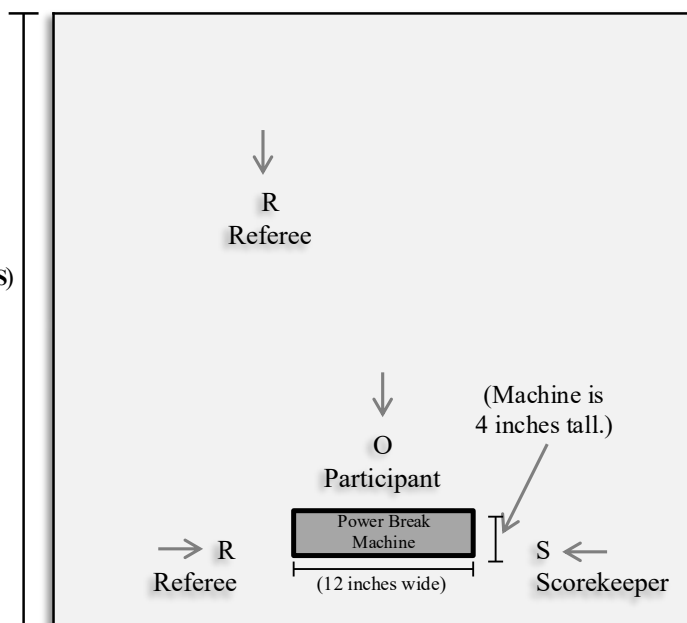 R
Referee
s)
(Machine is
4 inches tall.)
O
Participant
Power Break
Machine
R
Referee
(12 inches wide)
S
Scorekeeper